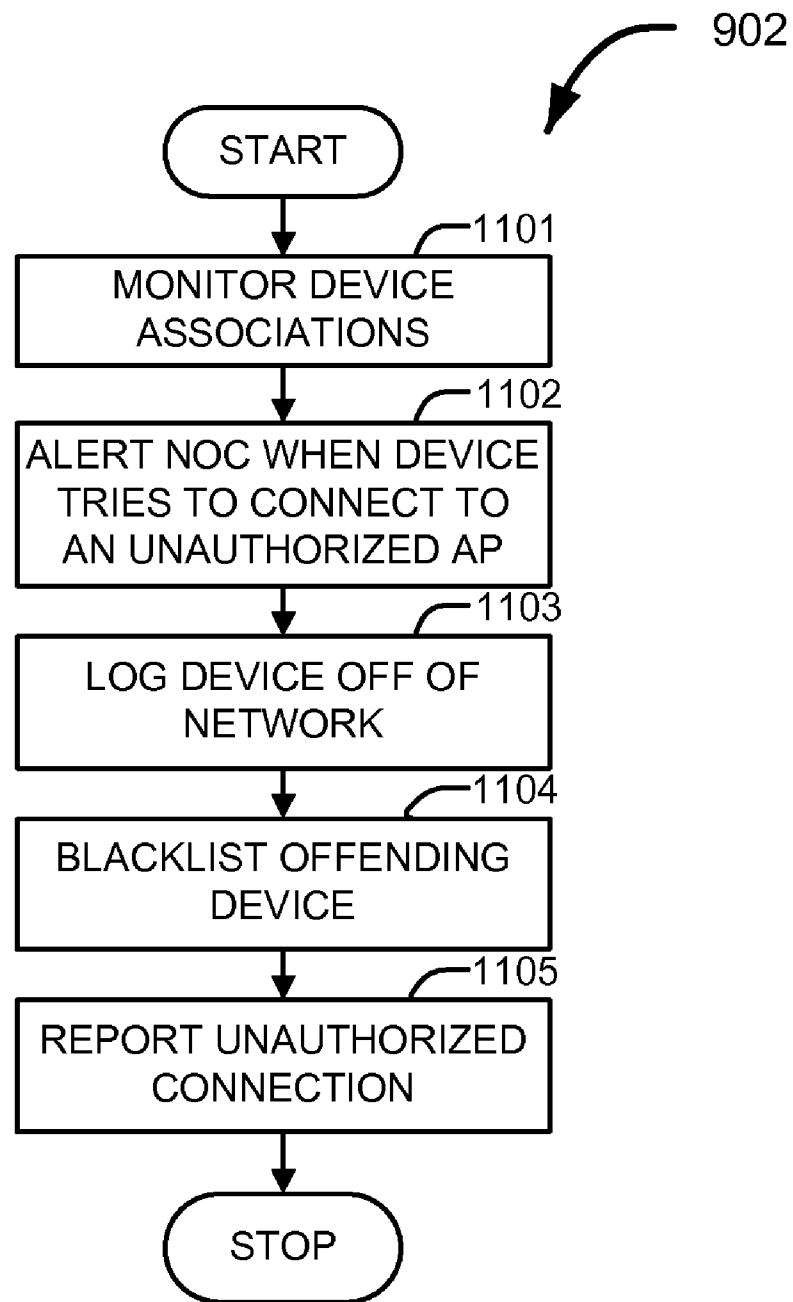 902
START
1101
MONITOR DEVICE
ASSOCIATIONS
1102
ALERT NOC WHEN DEVICE
TRIES TO CONNECT TO
AN UNAUTHORIZED AP
1103
LOG DEVICE OFF OF
NETWORK
1104
BLACKLIST OFFENDING
DEVICE
1105
REPORT UNAUTHORIZED
CONNECTION
STOP